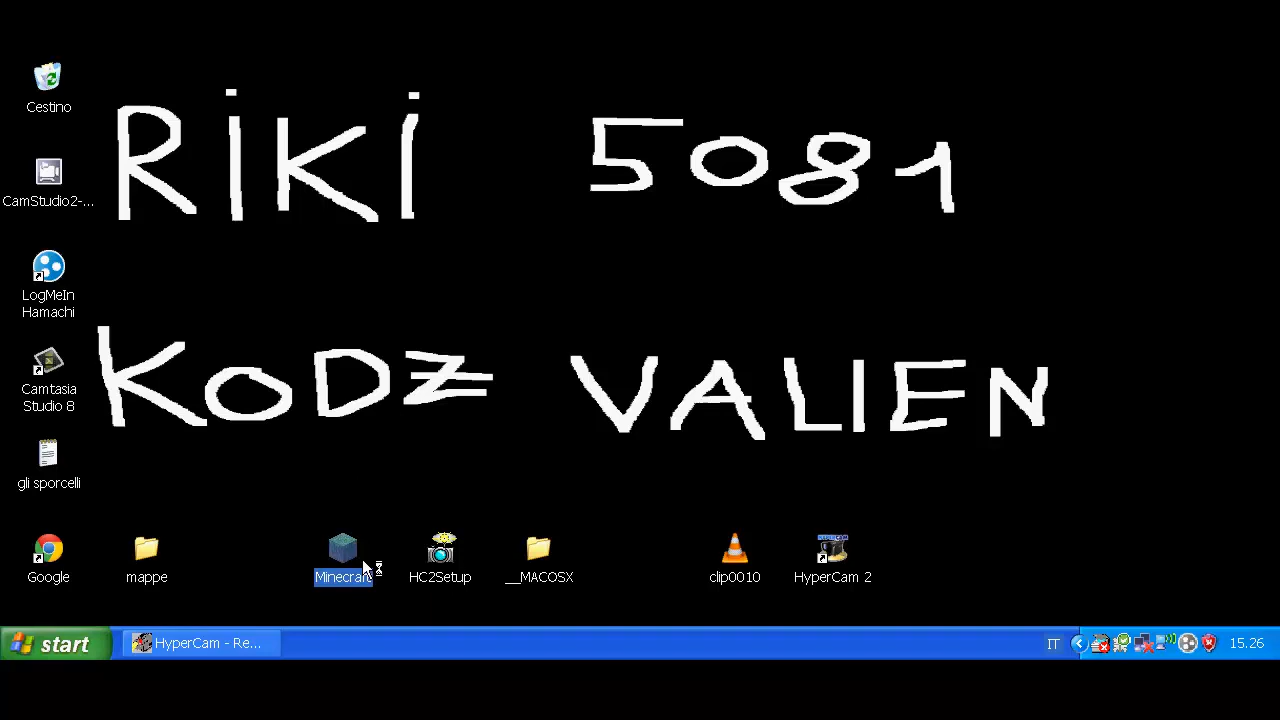 RiKi 5081
KODZ VALIEN
Cestino
CamStudio2-...
LogMeIn
Hamachi
Camtasia
Studio 8
gli sporcelli
Google
mappe
Minecraft
HC2Setup
__MACOSX
clip0010
HyperCam 2
start
HyperCam - Re...
IT
15.26